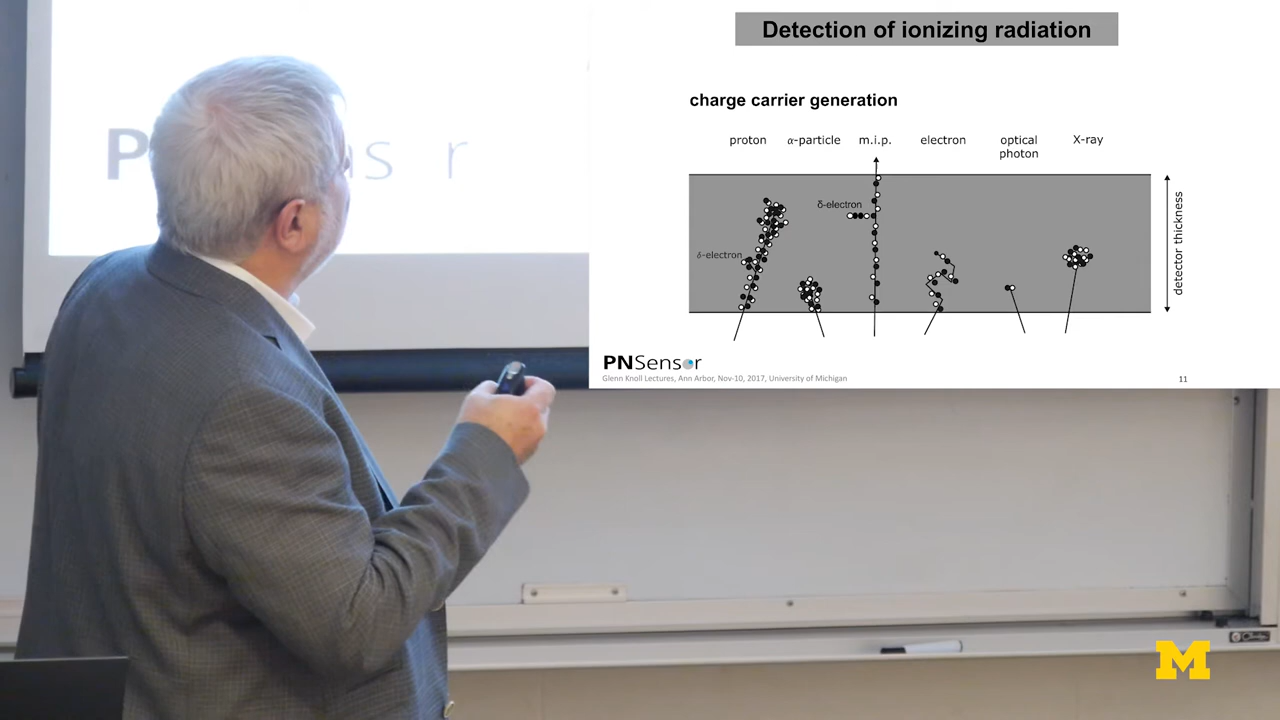 Detection of ionizing radiation
charge carrier generation
proton
α-particle
m.i.p.
electron
optical
photon
X-ray
δ-electron
δ-electron
detector thickness
PNSensor
Glenn Knoll Lectures, Ann Arbor, Nov-10, 2017, University of Michigan
11
M